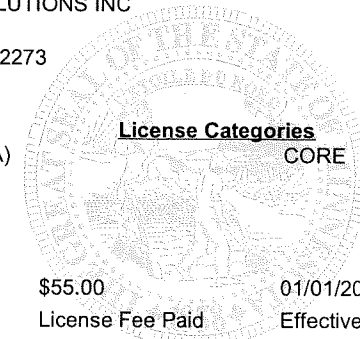 LUTIONS INC
2273
A)
License Categories
CORE
$55.00
01/01/20
License Fee Paid
Effective